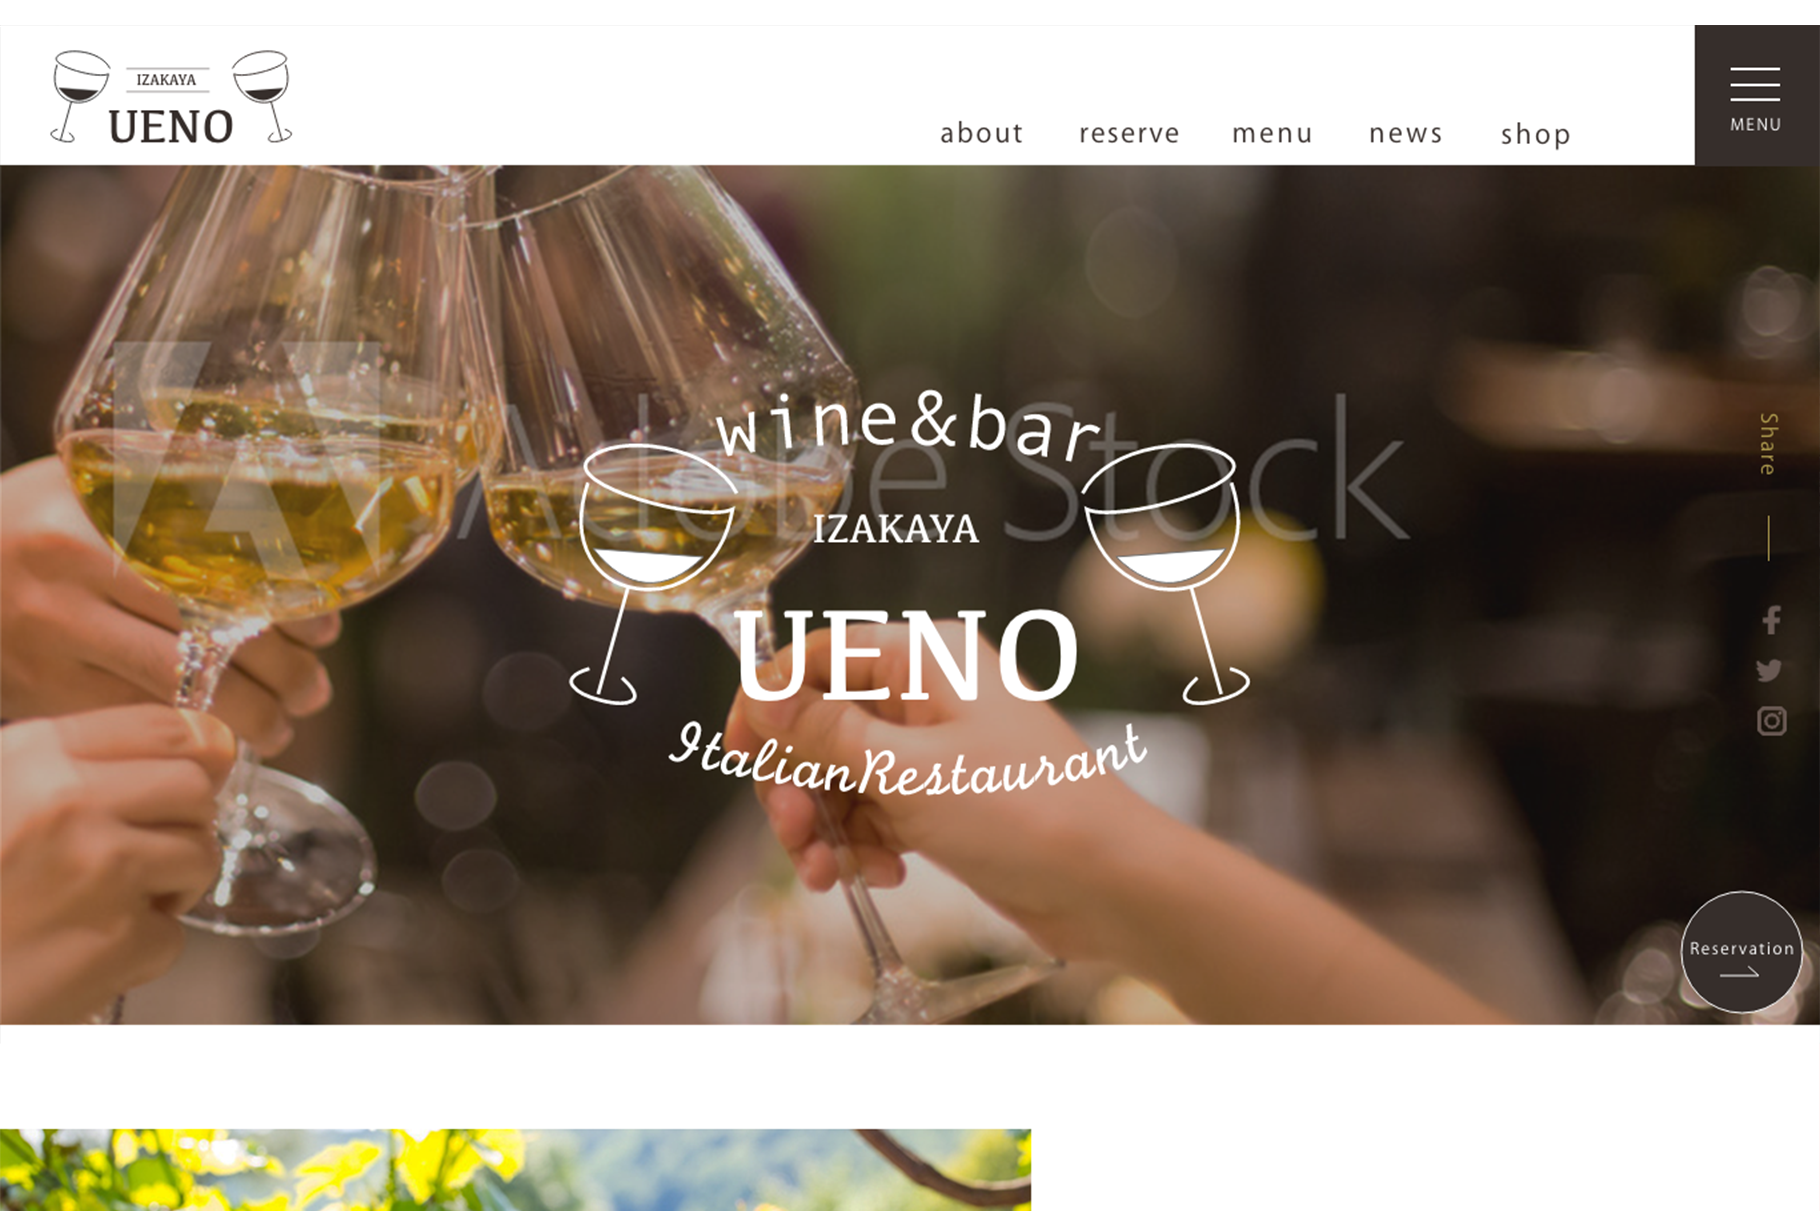 IZAKAYA
UENO
about reserve menu news shop
MENU
wine&bar
Adobe Stock
IZAKAYA
UENO
ItalianRestaurant
Share
Reservation